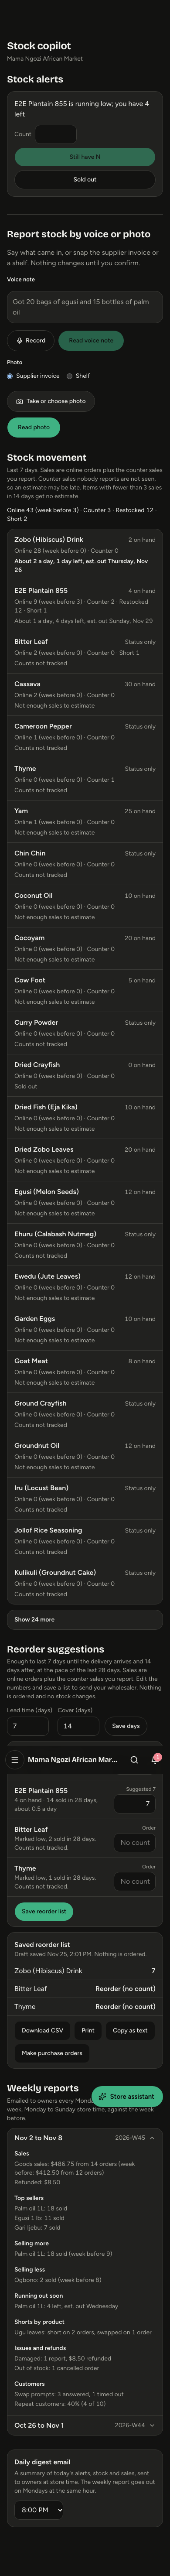 Stock copilot
Mama Ngozi African Market
Stock alerts
E2E Plantain 855 is running low; you have 4
left
Count
Still have N
Sold out
Report stock by voice or photo
Say what came in, or snap the supplier invoice or
a shelf. Nothing changes until you confirm.
Voice note
Got 20 bags of egusi and 15 bottles of palm
oil
Record
Read voice note
Photo
Supplier invoice
Shelf
Take or choose photo
Read photo
Stock movement
Last 7 days. Sales are online orders plus the counter sales
you report. Counter sales nobody reports are not seen,
so an estimate may be late. Items with fewer than 3 sales
in 14 days get no estimate.
Online 43 (week before 3) · Counter 3 · Restocked 12 ·
Short 2
Zobo (Hibiscus) Drink
2 on hand
Online 28 (week before 0) · Counter 0
About 2 a day, 1 day left, est. out Thursday, Nov
26
E2E Plantain 855
4 on hand
Online 9 (week before 3) · Counter 2 · Restocked
12 · Short 1
About 1 a day, 4 days left, est. out Sunday, Nov 29
Bitter Leaf
Status only
Online 2 (week before 0) · Counter 0 · Short 1
Counts not tracked
Cassava
30 on hand
Online 2 (week before 0) · Counter 0
Not enough sales to estimate
Cameroon Pepper
Status only
Online 1 (week before 0) · Counter 0
Counts not tracked
Thyme
Status only
Online 0 (week before 0) · Counter 1
Counts not tracked
Yam
25 on hand
Online 1 (week before 0) · Counter 0
Not enough sales to estimate
Chin Chin
Status only
Online 0 (week before 0) · Counter 0
Counts not tracked
Coconut Oil
10 on hand
Online 0 (week before 0) · Counter 0
Not enough sales to estimate
Cocoyam
20 on hand
Online 0 (week before 0) · Counter 0
Not enough sales to estimate
Cow Foot
5 on hand
Online 0 (week before 0) · Counter 0
Not enough sales to estimate
Curry Powder
Status only
Online 0 (week before 0) · Counter 0
Counts not tracked
Dried Crayfish
0 on hand
Online 0 (week before 0) · Counter 0
Sold out
Dried Fish (Eja Kika)
10 on hand
Online 0 (week before 0) · Counter 0
Not enough sales to estimate
Dried Zobo Leaves
20 on hand
Online 0 (week before 0) · Counter 0
Not enough sales to estimate
Egusi (Melon Seeds)
12 on hand
Online 0 (week before 0) · Counter 0
Not enough sales to estimate
Ehuru (Calabash Nutmeg)
Status only
Online 0 (week before 0) · Counter 0
Counts not tracked
Ewedu (Jute Leaves)
12 on hand
Online 0 (week before 0) · Counter 0
Not enough sales to estimate
Garden Eggs
10 on hand
Online 0 (week before 0) · Counter 0
Not enough sales to estimate
Goat Meat
8 on hand
Online 0 (week before 0) · Counter 0
Not enough sales to estimate
Ground Crayfish
Status only
Online 0 (week before 0) · Counter 0
Counts not tracked
Groundnut Oil
12 on hand
Online 0 (week before 0) · Counter 0
Not enough sales to estimate
Iru (Locust Bean)
Status only
Online 0 (week before 0) · Counter 0
Counts not tracked
Jollof Rice Seasoning
Status only
Online 0 (week before 0) · Counter 0
Counts not tracked
Kulikuli (Groundnut Cake)
Status only
Online 0 (week before 0) · Counter 0
Counts not tracked
Show 24 more
Reorder suggestions
Enough to last 7 days until the delivery arrives and 14
days after, at the pace of the last 28 days. Sales are
online orders plus the counter sales you report. Edit the
numbers and save a list to send your wholesaler. Nothing
is ordered and no stock changes.
Lead time (days)
Cover (days)
7
14
Save days
Mama Ngozi African Mar...
E2E Plantain 855
Suggested 7
4 on hand · 14 sold in 28 days,
about 0.5 a day
7
Bitter Leaf
Order
Marked low, 2 sold in 28 days.
Counts not tracked.
No count
Thyme
Order
Marked low, 1 sold in 28 days.
Counts not tracked.
No count
Save reorder list
Saved reorder list
Draft saved Nov 25, 2:01 PM. Nothing is ordered.
Zobo (Hibiscus) Drink
7
Bitter Leaf
Reorder (no count)
Thyme
Reorder (no count)
Download CSV
Print
Copy as text
Make purchase orders
Weekly reports
Store assistant
Emailed to owners every Mond
week, Monday to Sunday store time, against the week
before.
Nov 2 to Nov 8
2026-W45
Sales
Goods sales: $486.75 from 14 orders (week
before: $412.50 from 12 orders)
Refunded: $8.50
Top sellers
Palm oil 1L: 18 sold
Egusi 1 lb: 11 sold
Gari Ijebu: 7 sold
Selling more
Palm oil 1L: 18 sold (week before 9)
Selling less
Ogbono: 2 sold (week before 8)
Running out soon
Palm oil 1L: 4 left, est. out Wednesday
Shorts by product
Ugu leaves: short on 2 orders, swapped on 1 order
Issues and refunds
Damaged: 1 report, $8.50 refunded
Out of stock: 1 cancelled order
Customers
Swap prompts: 3 answered, 1 timed out
Repeat customers: 40% (4 of 10)
Oct 26 to Nov 1
2026-W44
Daily digest email
A summary of today's alerts, stock and sales, sent
to owners at store time. The weekly report goes out
on Mondays at the same hour.
8:00 PM